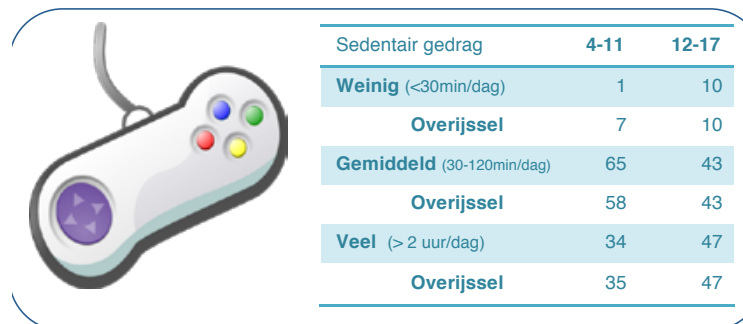 Sedentair gedrag 4-11 12-17
Weinig (<30min/dag) 1 10
Overijssel 7 10
Gemiddeld (30-120min/dag) 65 43
Overijssel 58 43
Veel (> 2 uur/dag) 34 47
Overijssel 35 47